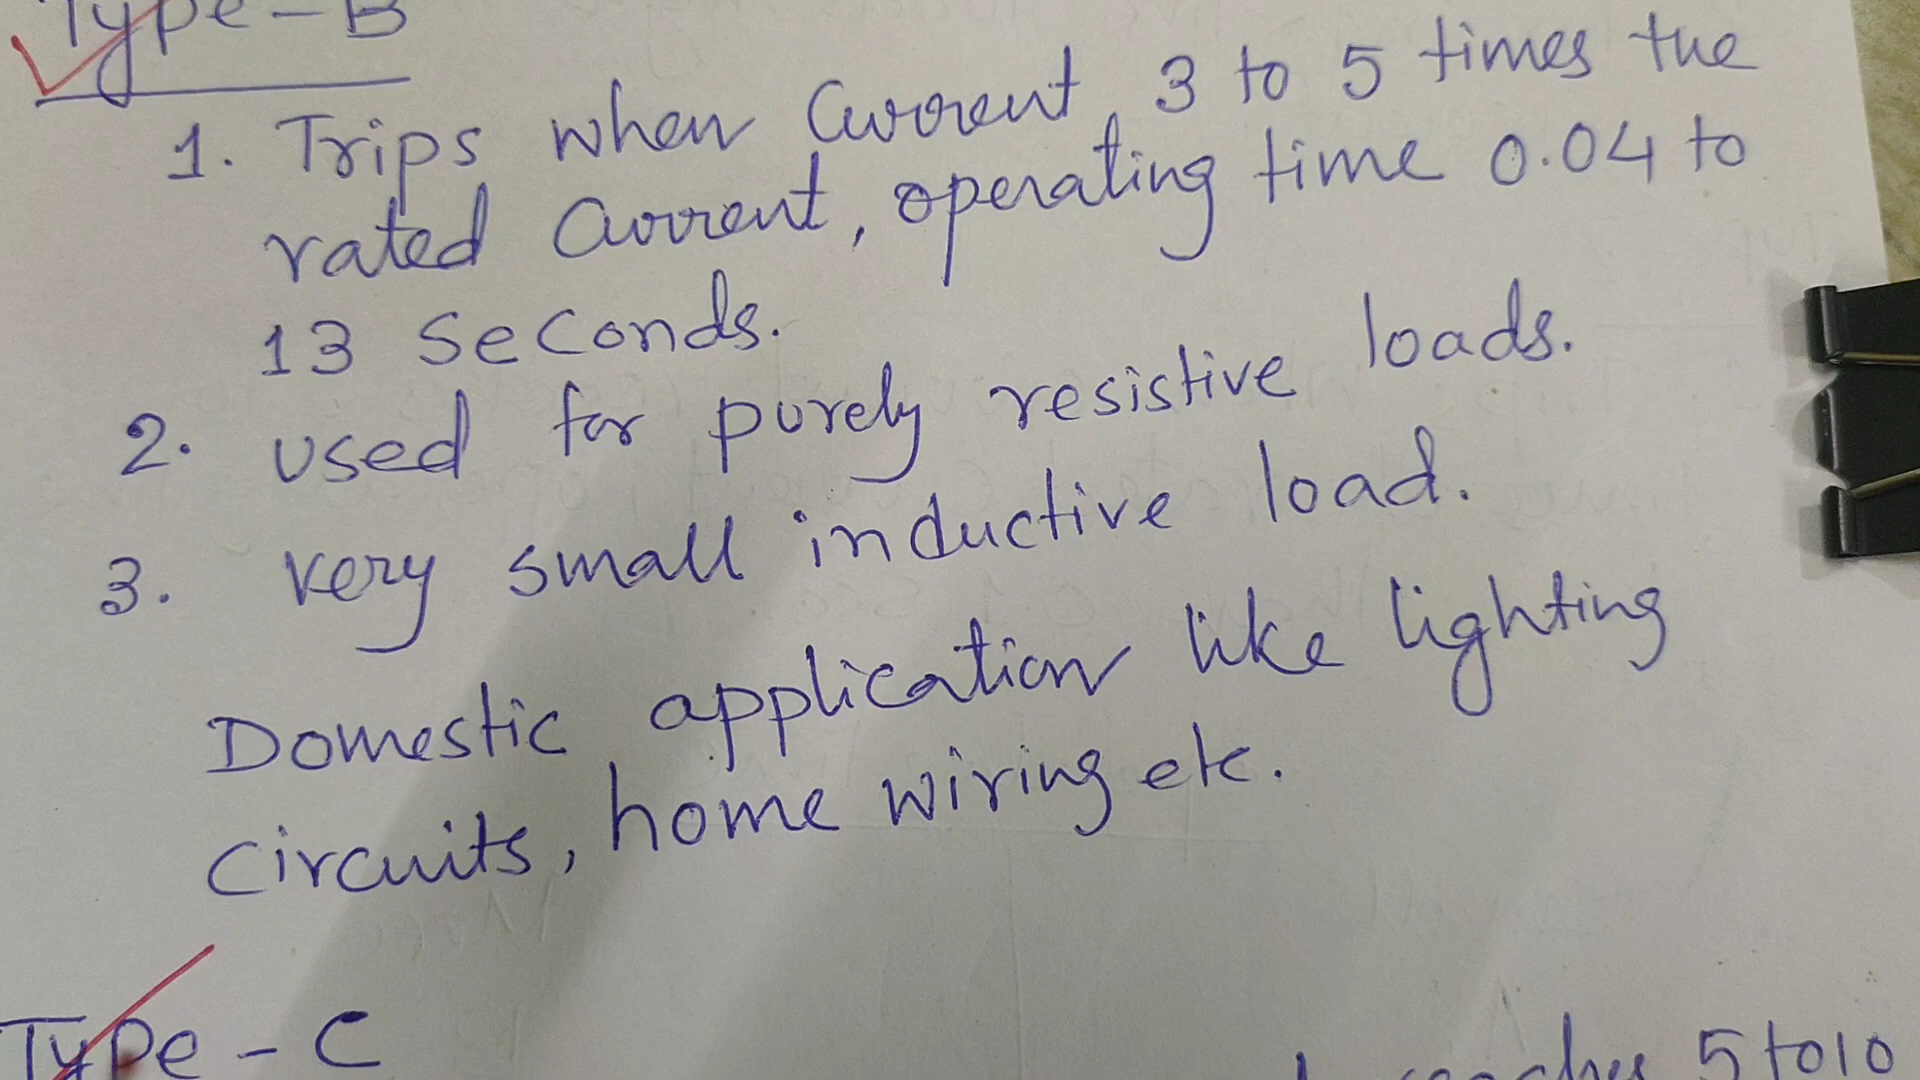 Type-B
1. Trips when Current 3 to 5 times the
rated Current, operating time 0.04 to
13 Seconds.
2. used for purely resistive loads.
3. very small inductive load.
Domestic application like lighting
Circuits, home wiring etc.
Type-C
reaches 5 to 10